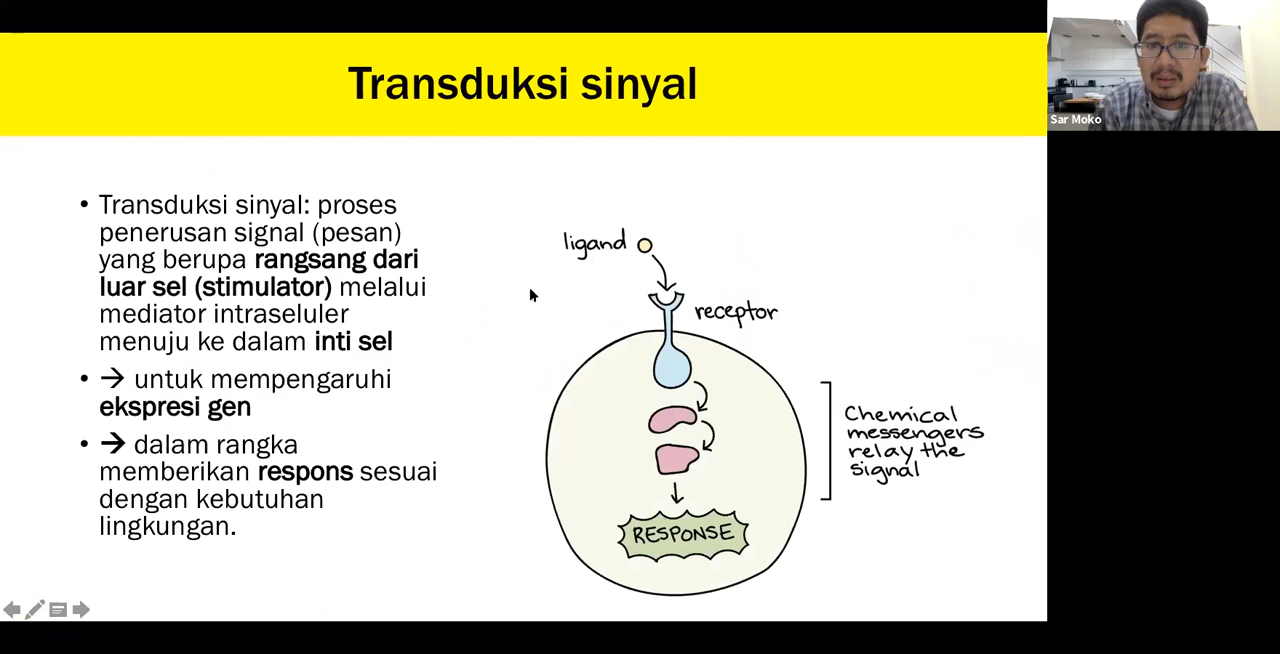 Transduksi sinyal
Sar Moko
• Transduksi sinyal: proses
penerusan signal (pesan)
yang berupa rangsang dari
luar sel (stimulator) melalui
mediator intraseluler
menuju ke dalam inti sel
• → untuk mempengaruhi
ekspresi gen
• → dalam rangka
memberikan respons sesuai
dengan kebutuhan
lingkungan.
ligand
receptor
Chemical
messengers
relay the
signal
RESPONSE